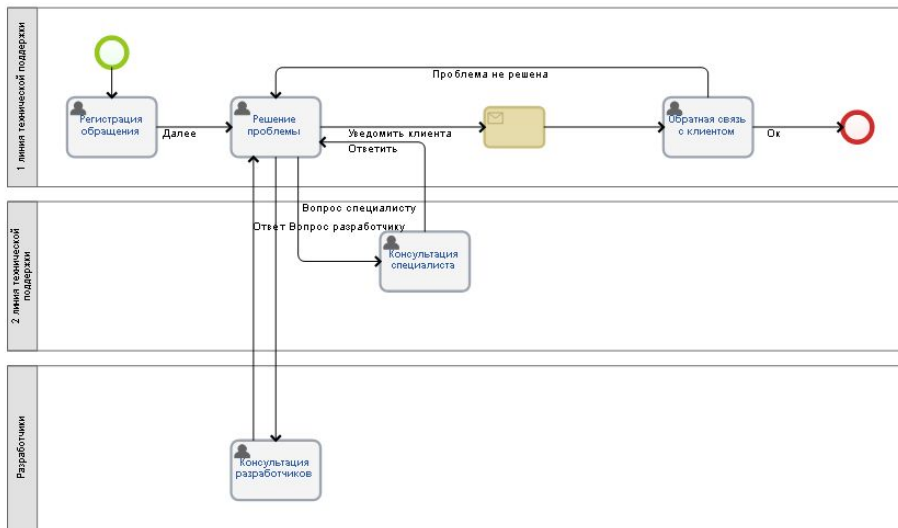 1 линия технической поддержки
Проблема не решена
Регистрация
обращения
Далее
Решение
проблемы
Уведомить клиента
Ответить
Обратная связь
с клиентом
Ок
2 линия технической
поддержки
Вопрос специалисту
Ответ Вопрос разработчику
Консультация
специалиста
Разработчики
Консультация
разработчиков